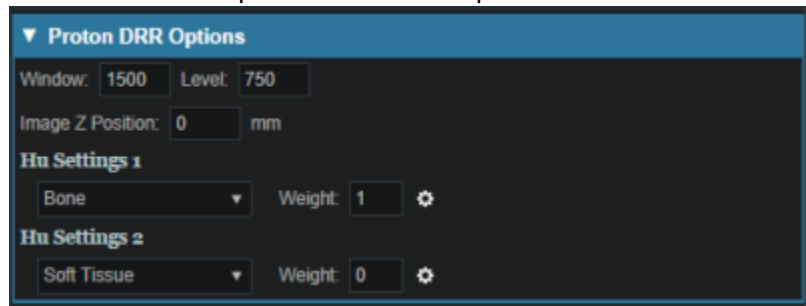 Proton DRR Options
Window: 1500 Level: 750
Image Z Position: 0 mm
Hu Settings 1
Bone Weight: 1
Hu Settings 2
Soft Tissue Weight: 0